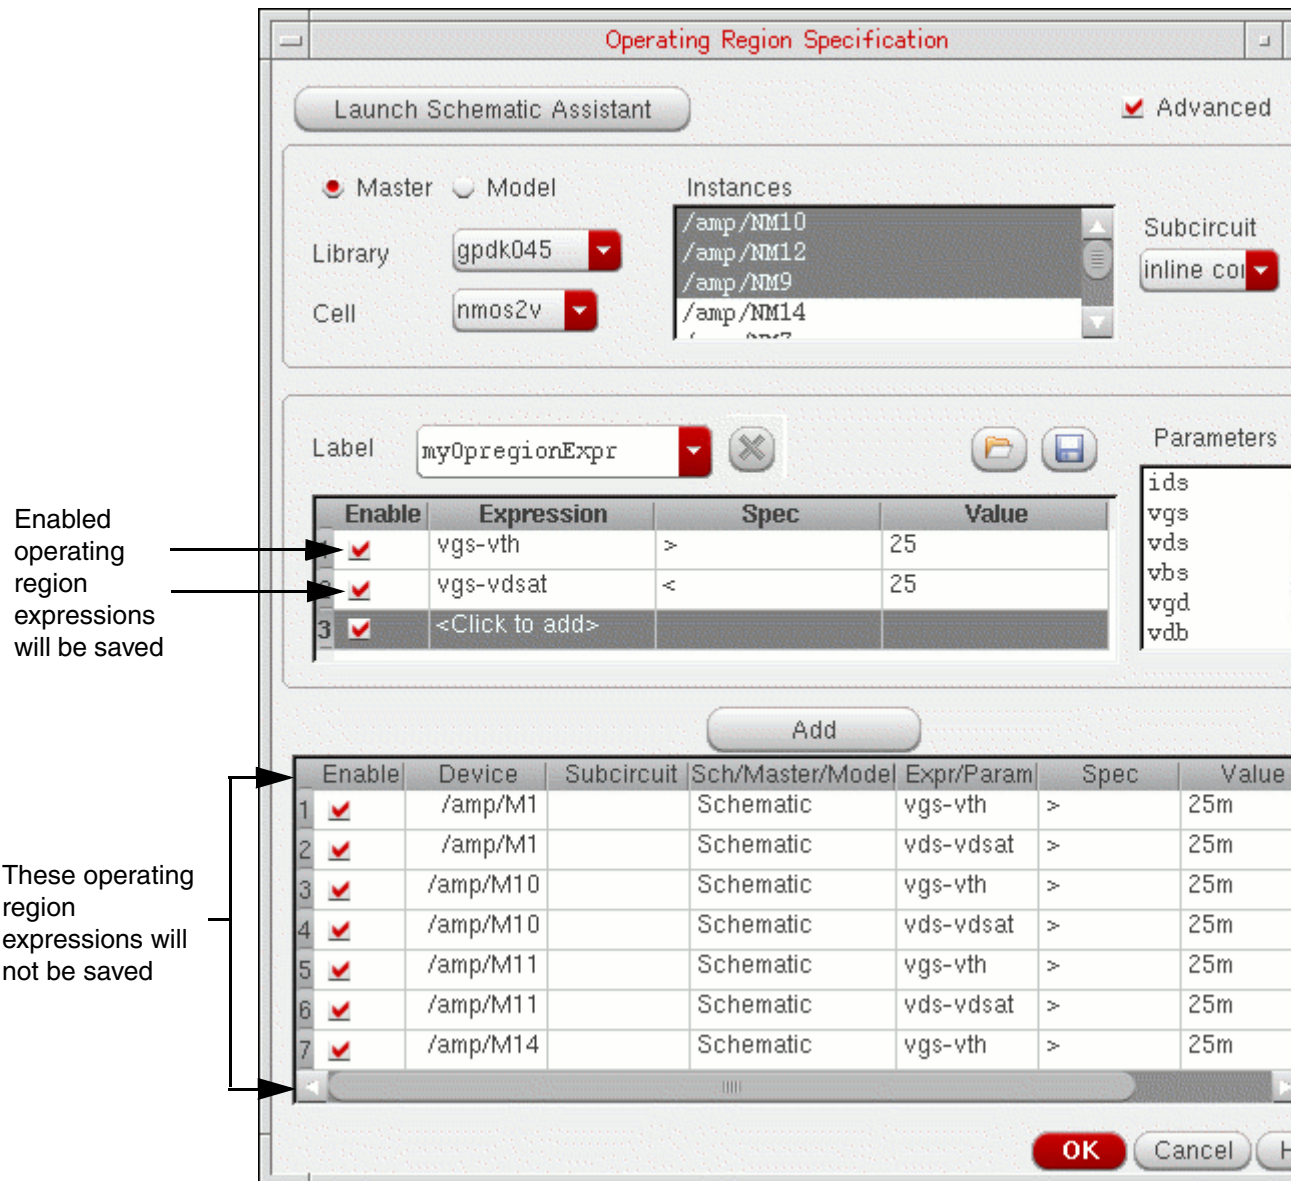 Operating Region Specification
Launch Schematic Assistant
Advanced
Master
Model
Instances
/amp/NM10
/amp/NM12
/amp/NM9
/amp/NM14
Subcircuit
Library
gpdk045
Cell
nmos2v
Label
myOpregionExpr
Parameters
ids
vgs
vds
vbs
vgd
vdb
Enable Expression Spec Value
vgs-vth > 25
vgs-vdsat < 25
3 <Click to add>
Enabled
operating
region
expressions
will be saved
Add
Enable Device Subcircuit Sch/Master/Model Expr/Param Spec Value
1 /amp/M1 Schematic vgs-vth > 25m
2 /amp/M1 Schematic vds-vdsat > 25m
3 /amp/M10 Schematic vgs-vth > 25m
4 /amp/M10 Schematic vds-vdsat > 25m
5 /amp/M11 Schematic vgs-vth > 25m
6 /amp/M11 Schematic vds-vdsat > 25m
7 /amp/M14 Schematic vgs-vth > 25m
These operating
region
expressions will
not be saved
OK
Cancel